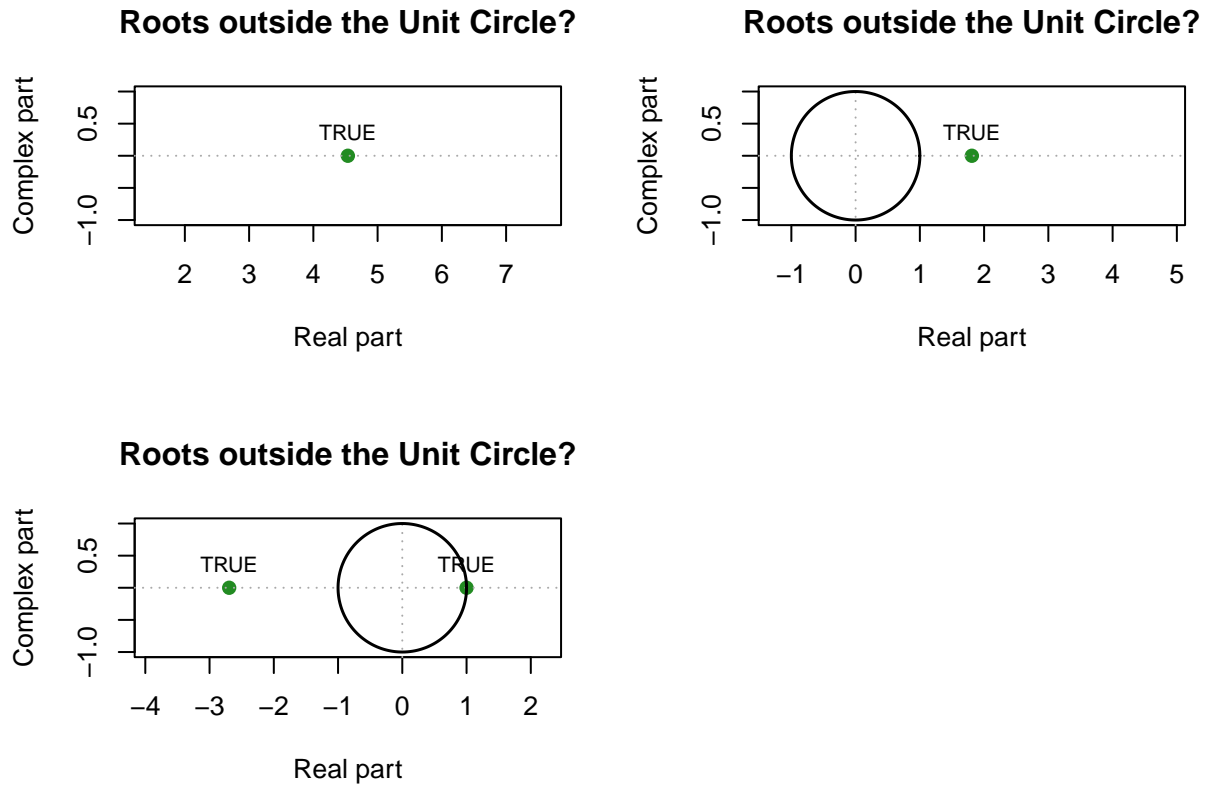 Roots outside the Unit Circle?
Complex part
0.5
−1.0
TRUE
2 3 4 5 6 7
Real part
Roots outside the Unit Circle?
Complex part
0.5
−1.0
TRUE
−1 0 1 2 3 4 5
Real part
Roots outside the Unit Circle?
Complex part
0.5
−1.0
TRUE TRUE
−4 −3 −2 −1 0 1 2
Real part